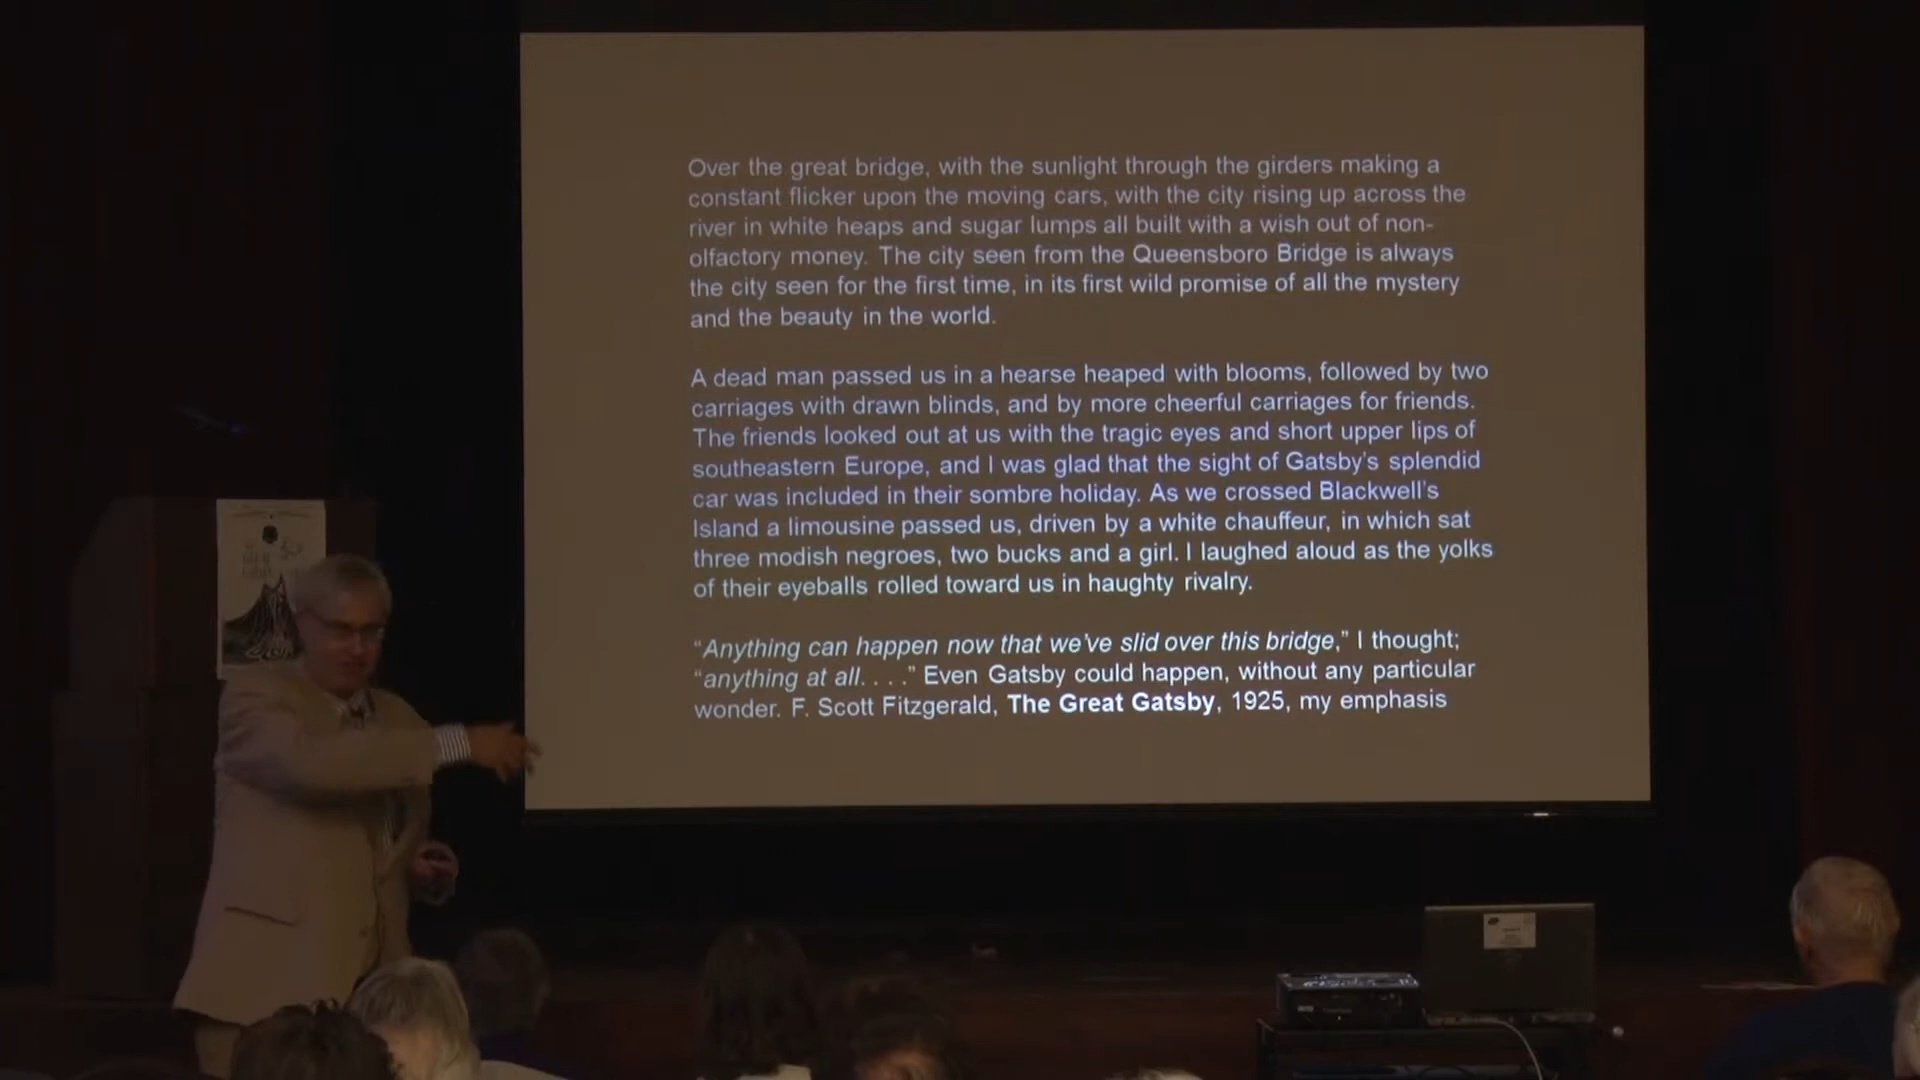 Over the great bridge, with the sunlight through the girders making a
constant flicker upon the moving cars, with the city rising up across the
river in white heaps and sugar lumps all built with a wish out of non-
olfactory money. The city seen from the Queensboro Bridge is always
the city seen for the first time, in its first wild promise of all the mystery
and the beauty in the world.
A dead man passed us in a hearse heaped with blooms, followed by two
carriages with drawn blinds, and by more cheerful carriages for friends.
The friends looked out at us with the tragic eyes and short upper lips of
southeastern Europe, and I was glad that the sight of Gatsby's splendid
car was included in their sombre holiday. As we crossed Blackwell's
Island a limousine passed us, driven by a white chauffeur, in which sat
three modish negroes, two bucks and a girl. I laughed aloud as the yolks
of their eyeballs rolled toward us in haughty rivalry.
“Anything can happen now that we've slid over this bridge,” I thought;
“anything at all. . . .” Even Gatsby could happen, without any particular
wonder. F. Scott Fitzgerald, The Great Gatsby, 1925, my emphasis